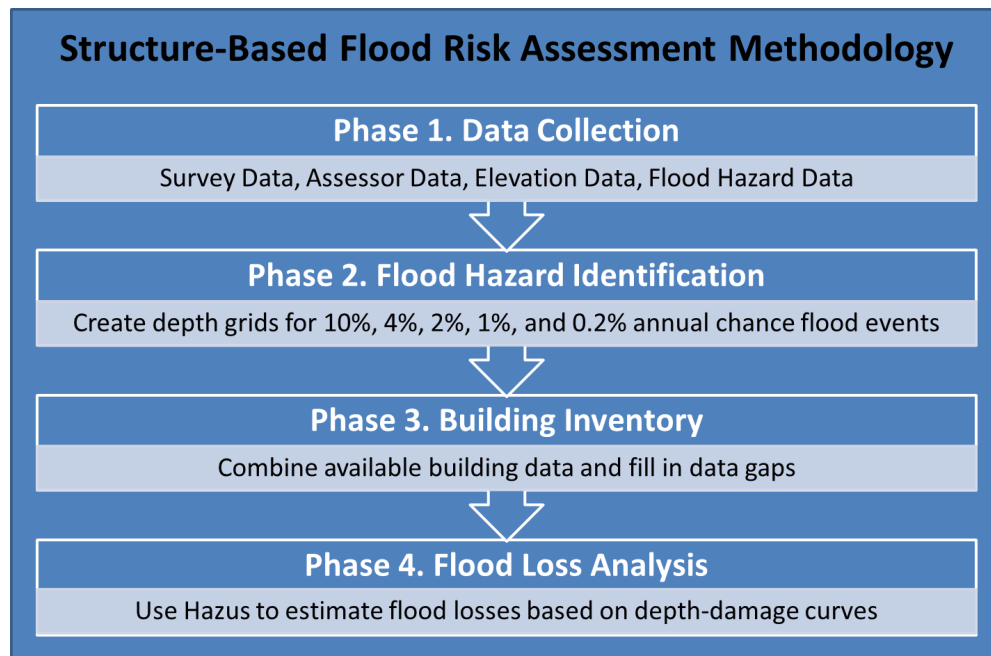 Structure-Based Flood Risk Assessment Methodology
Phase 1. Data Collection
Survey Data, Assessor Data, Elevation Data, Flood Hazard Data
Phase 2. Flood Hazard Identification
Create depth grids for 10%, 4%, 2%, 1%, and 0.2% annual chance flood events
Phase 3. Building Inventory
Combine available building data and fill in data gaps
Phase 4. Flood Loss Analysis
Use Hazus to estimate flood losses based on depth-damage curves